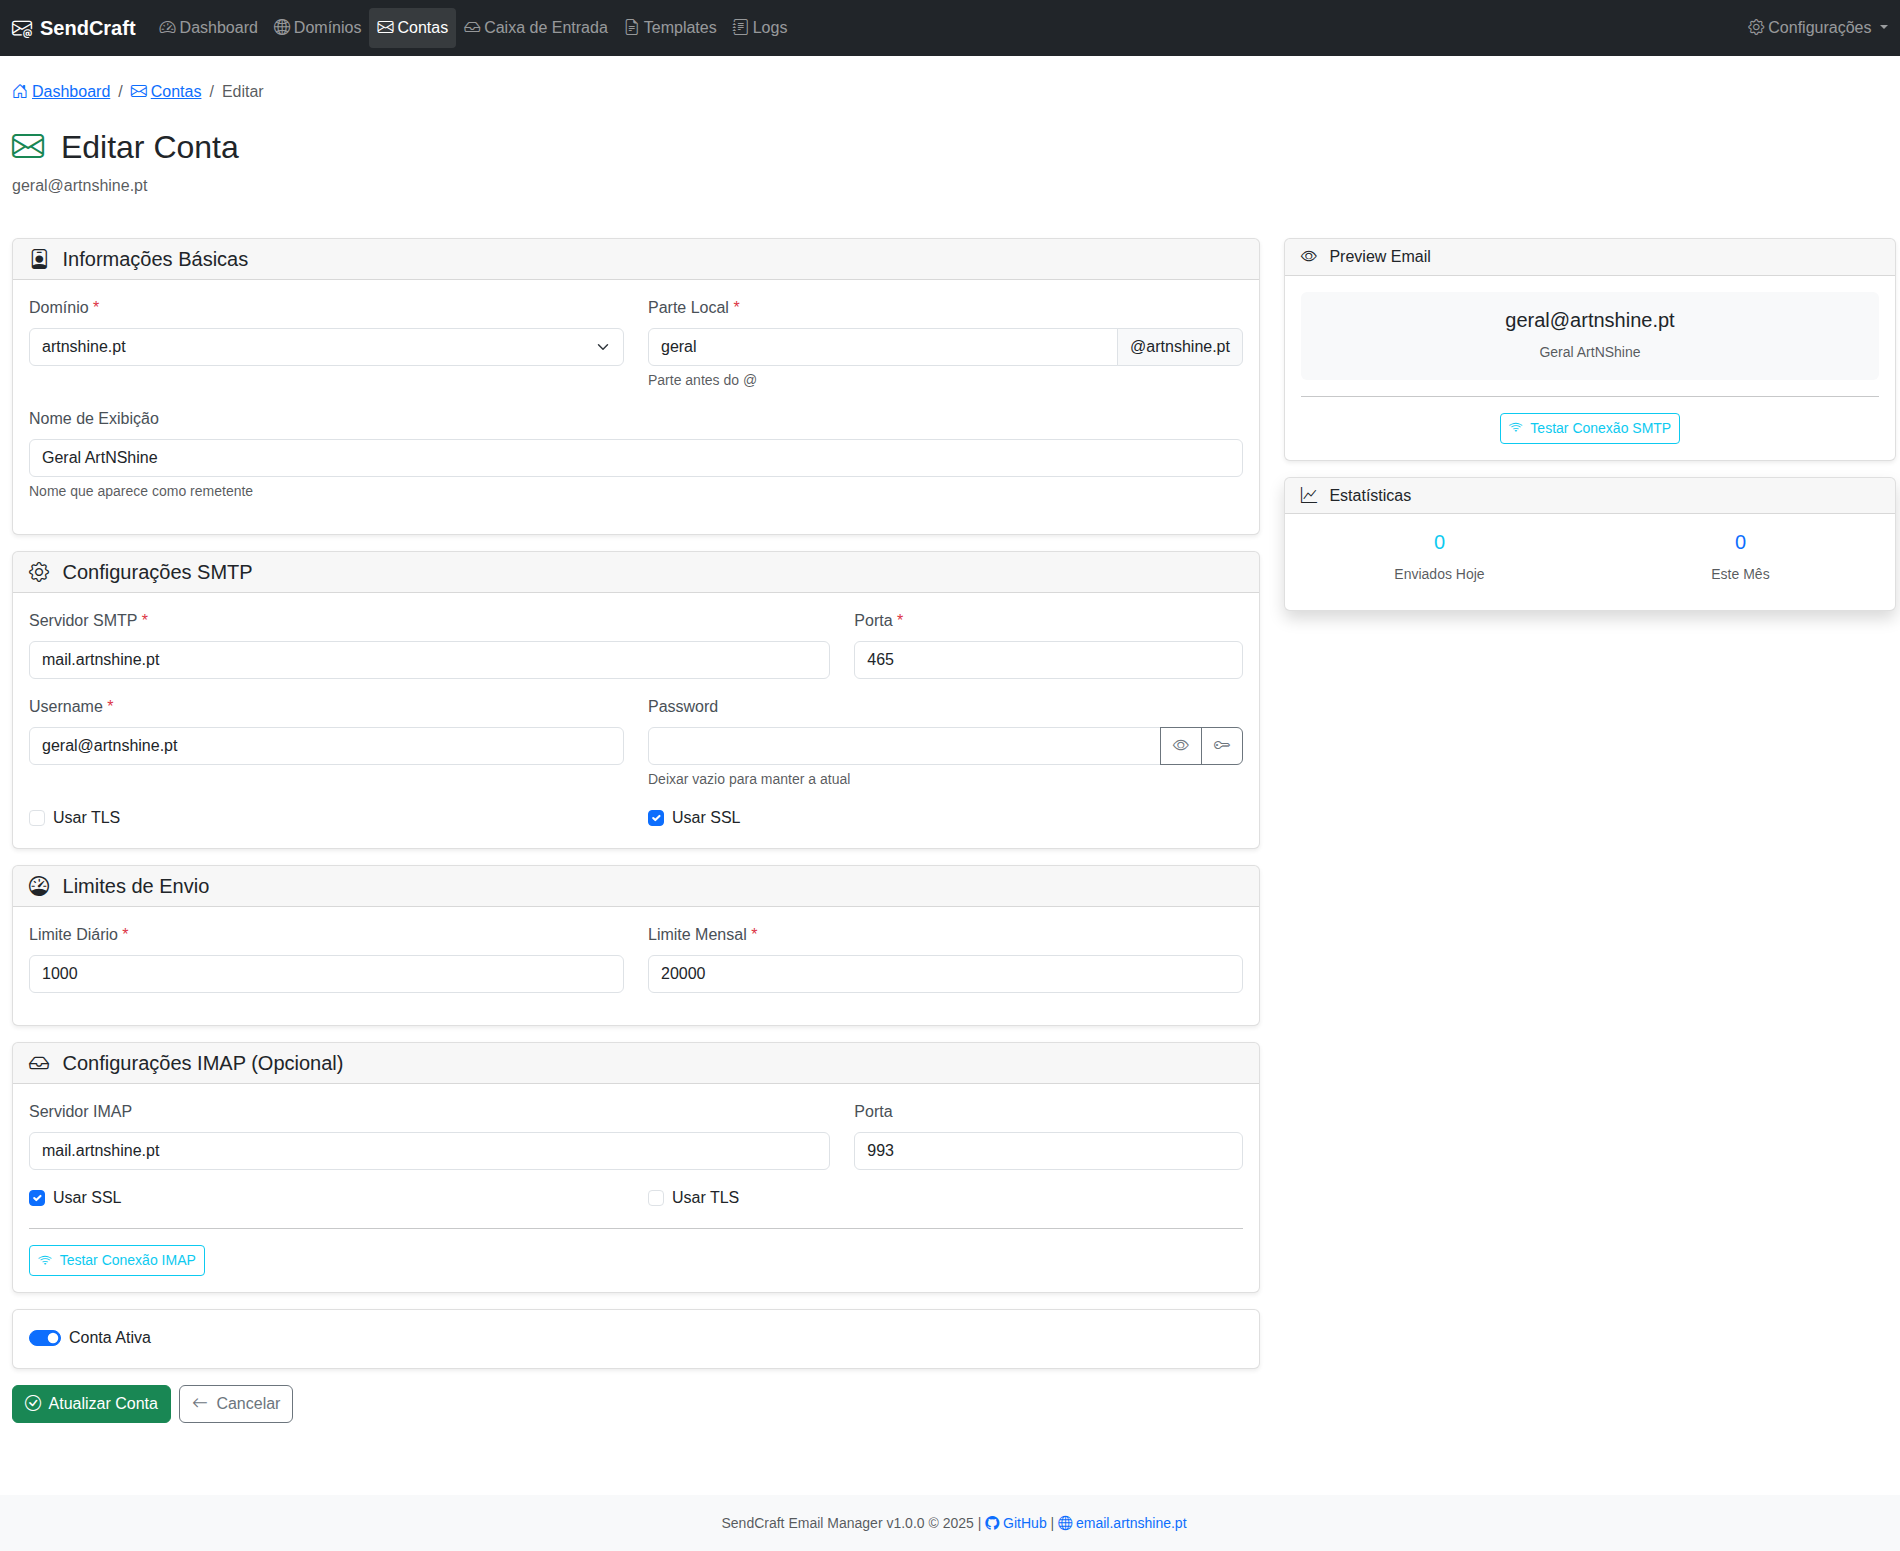 SendCraft Dashboard Domínios Contas Caixa de Entrada Templates Logs Configurações
Dashboard / Contas / Editar
Editar Conta
geral@artnshine.pt
Informações Básicas
Domínio * Parte Local *
artnshine.pt geral @artnshine.pt
Parte antes do @
Nome de Exibição
Geral ArtNShine
Nome que aparece como remetente
Configurações SMTP
Servidor SMTP * Porta *
mail.artnshine.pt 465
Username * Password
geral@artnshine.pt
Deixar vazio para manter a atual
Usar TLS Usar SSL
Limites de Envio
Limite Diário * Limite Mensal *
1000 20000
Configurações IMAP (Opcional)
Servidor IMAP Porta
mail.artnshine.pt 993
Usar SSL Usar TLS
Testar Conexão IMAP
Conta Ativa
Atualizar Conta Cancelar
Preview Email
geral@artnshine.pt
Geral ArtNShine
Testar Conexão SMTP
Estatísticas
0 0
Enviados Hoje Este Mês
SendCraft Email Manager v1.0.0 © 2025 | GitHub | email.artnshine.pt